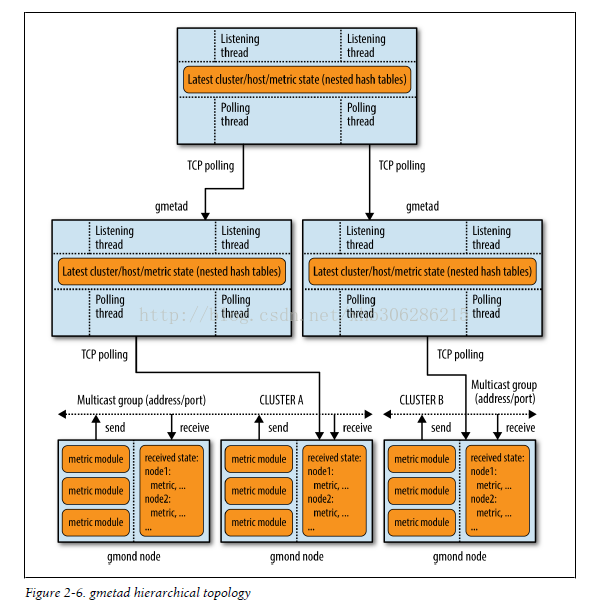 Listening thread
Listening thread
Latest cluster/host/metric state (nested hash tables)
Polling thread
Polling thread
TCP polling
TCP polling
gmetad
gmetad
Listening thread
Listening thread
Listening thread
Listening thread
Latest cluster/host/metric state (nested hash tables)
Latest cluster/host/metric state (nested hash tables)
Polling thread
Polling thread
Polling thread
Polling thread
TCP polling
TCP polling
Multicast group (address/port)
CLUSTER A
CLUSTER B
Multicast group (address/port)
send
receive
send
receive
send
receive
metric module
metric module
metric module
received state:
node1:
metric, ...
node2:
metric, ...
...
metric module
metric module
metric module
received state:
node1:
metric, ...
node2:
metric, ...
...
metric module
metric module
metric module
received state:
node1:
metric, ...
node2:
metric, ...
...
gmond node
gmond node
gmond node
Figure 2-6. gmetad hierarchical topology